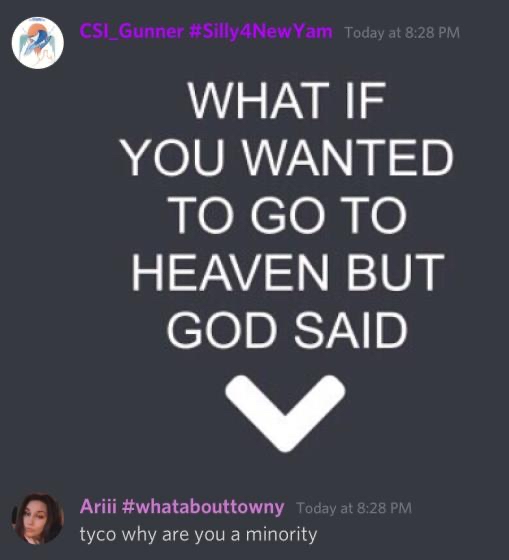 CSI_Gunner #Silly4NewYam Today at 8:28 PM
WHAT IF
YOU WANTED
TO GO TO
HEAVEN BUT
GOD SAID
Ariii #whatabouttowny Today at 8:28 PM
tyco why are you a minority